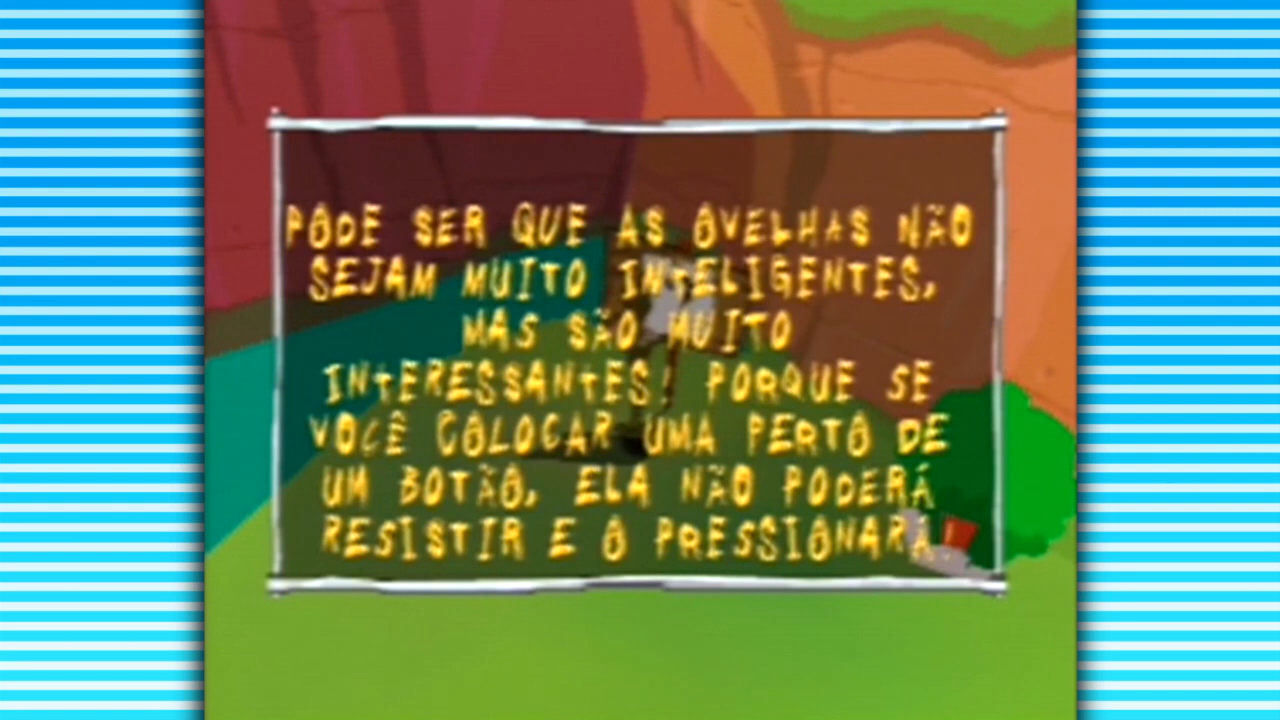 PODE SER QUE AS OVELHAS NÃO
SEJAM MUITO INTELIGENTES,
MAS SÃO MUITO
INTERESSANTES: PORQUE SE
VOCÊ COLOCAR UMA PERTO DE
UM BOTÃO, ELA NÃO PODERÁ
RESISTIR E O PRESSIONARÁ.